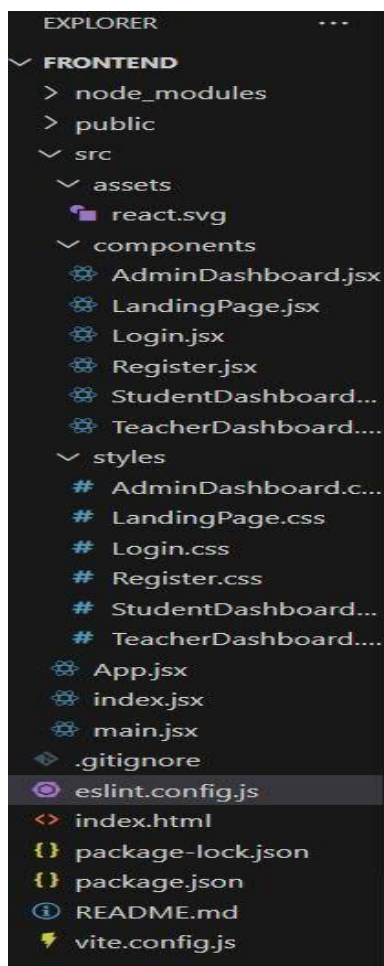 EXPLORER ...
FRONTEND
node_modules
public
src
assets
react.svg
components
AdminDashboard.jsx
LandingPage.jsx
Login.jsx
Register.jsx
StudentDashboard...
TeacherDashboard....
styles
# AdminDashboard.c...
# LandingPage.css
# Login.css
# Register.css
# StudentDashboard...
# TeacherDashboard....
App.jsx
index.jsx
main.jsx
.gitignore
eslint.config.js
<> index.html
{} package-lock.json
{} package.json
README.md
vite.config.js